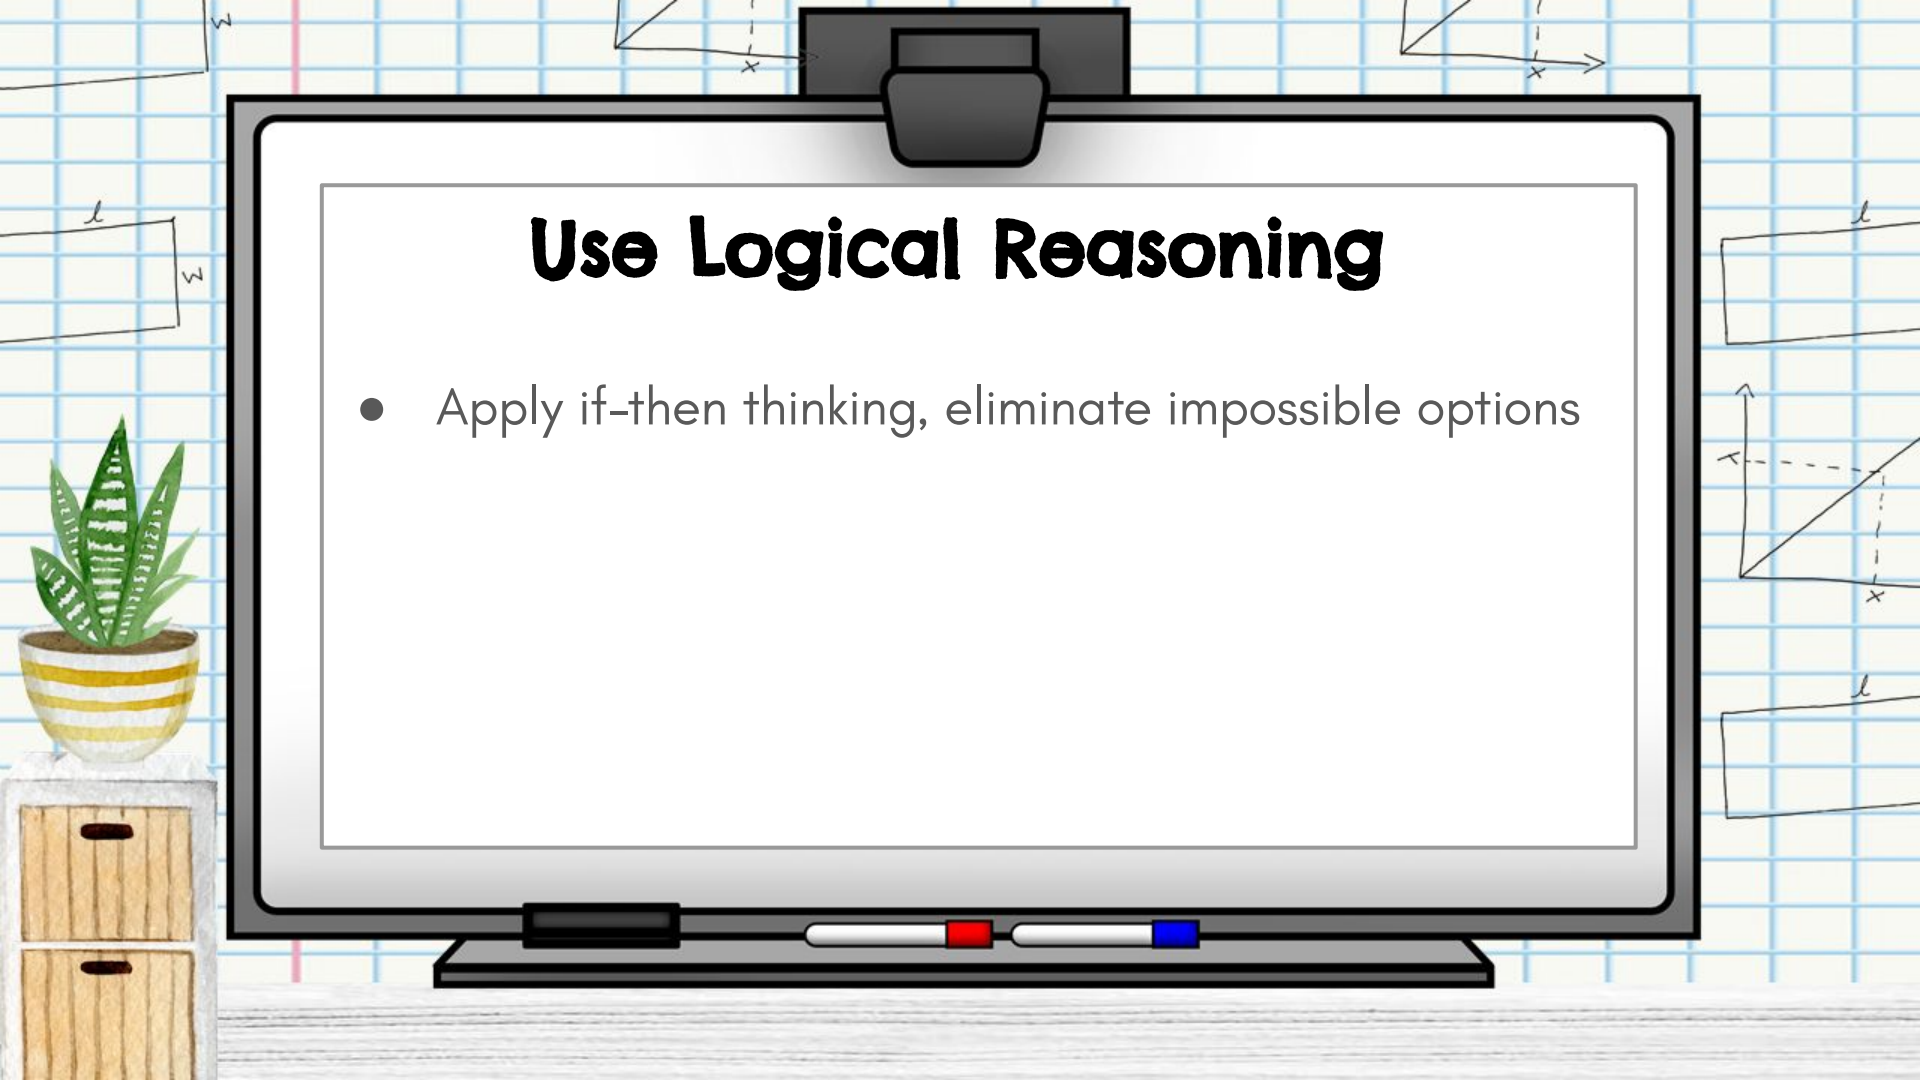 Use Logical Reasoning
● Apply if-then thinking, eliminate impossible options
w
x
x
l
w
l
x
l